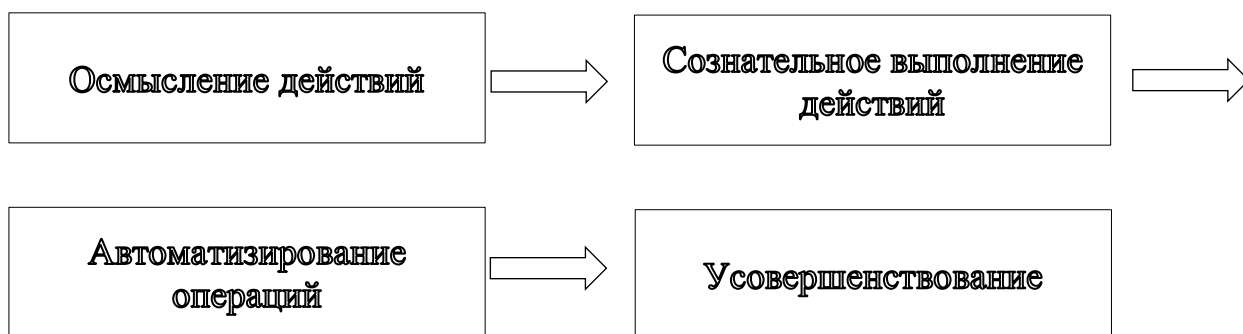 Осмысление действий
Сознательное выполнение
действий
Автоматизирование
операций
Усовершенствование